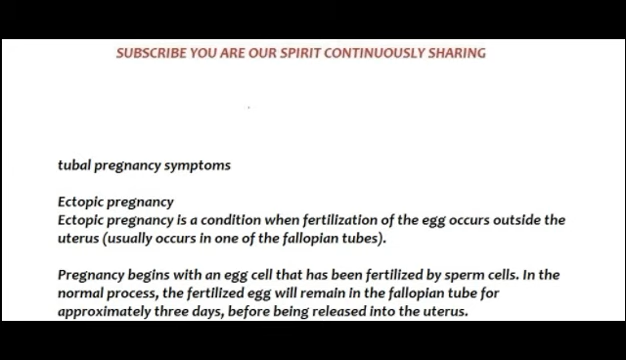 SUBSCRIBE YOU ARE OUR SPIRIT CONTINUOUSLY SHARING
tubal pregnancy symptoms
Ectopic pregnancy
Ectopic pregnancy is a condition when fertilization of the egg occurs outside the
uterus (usually occurs in one of the fallopian tubes).
Pregnancy begins with an egg cell that has been fertilized by sperm cells. In the
normal process, the fertilized egg will remain in the fallopian tube for
approximately three days, before being released into the uterus.